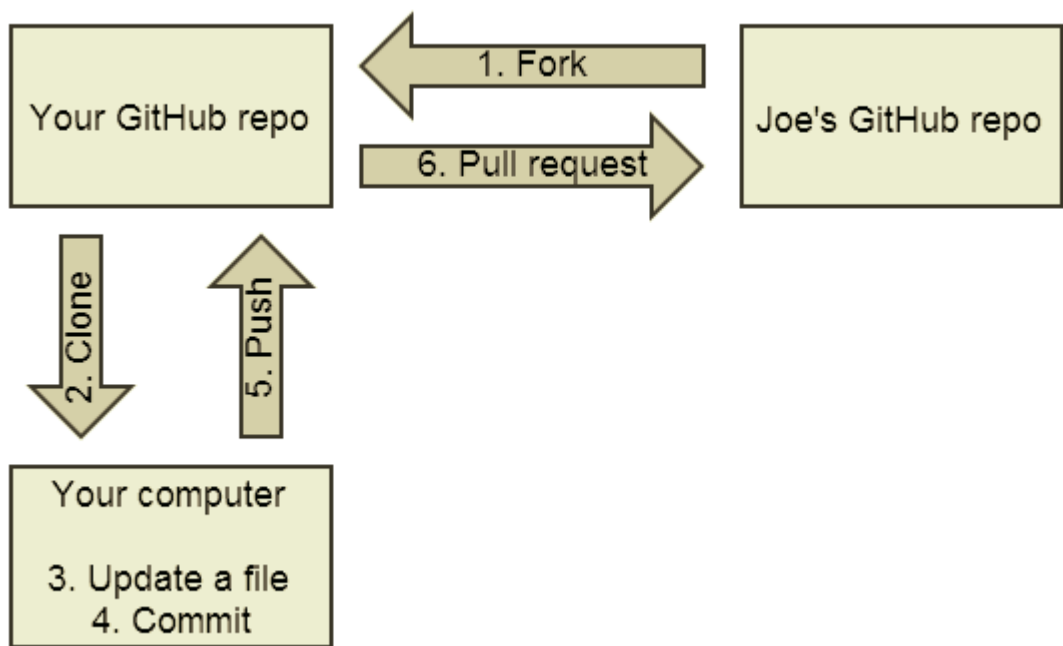 Your GitHub repo
1. Fork
Joe's GitHub repo
6. Pull request
2. Clone
5. Push
Your computer
3. Update a file
4. Commit